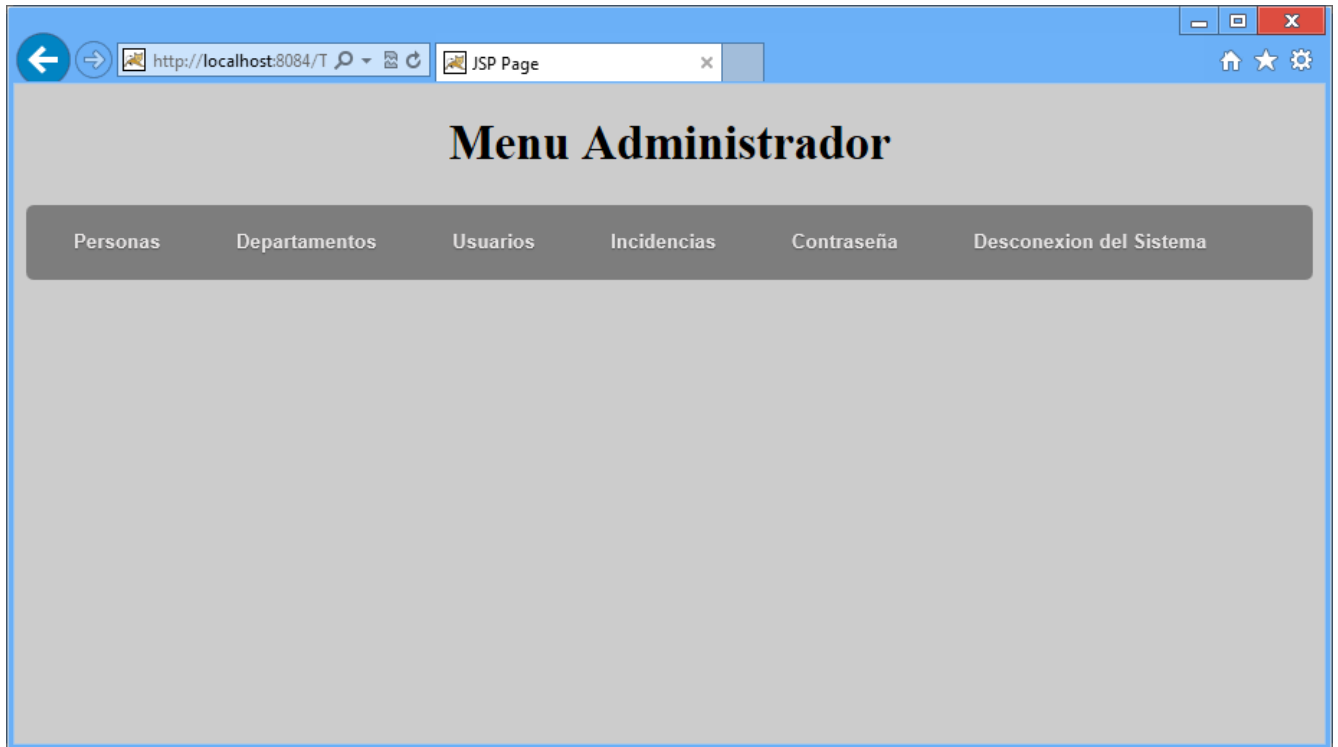 http://localhost:8084/T
JSP Page
Menu Administrador
Personas Departamentos Usuarios Incidencias Contraseña Desconexion del Sistema